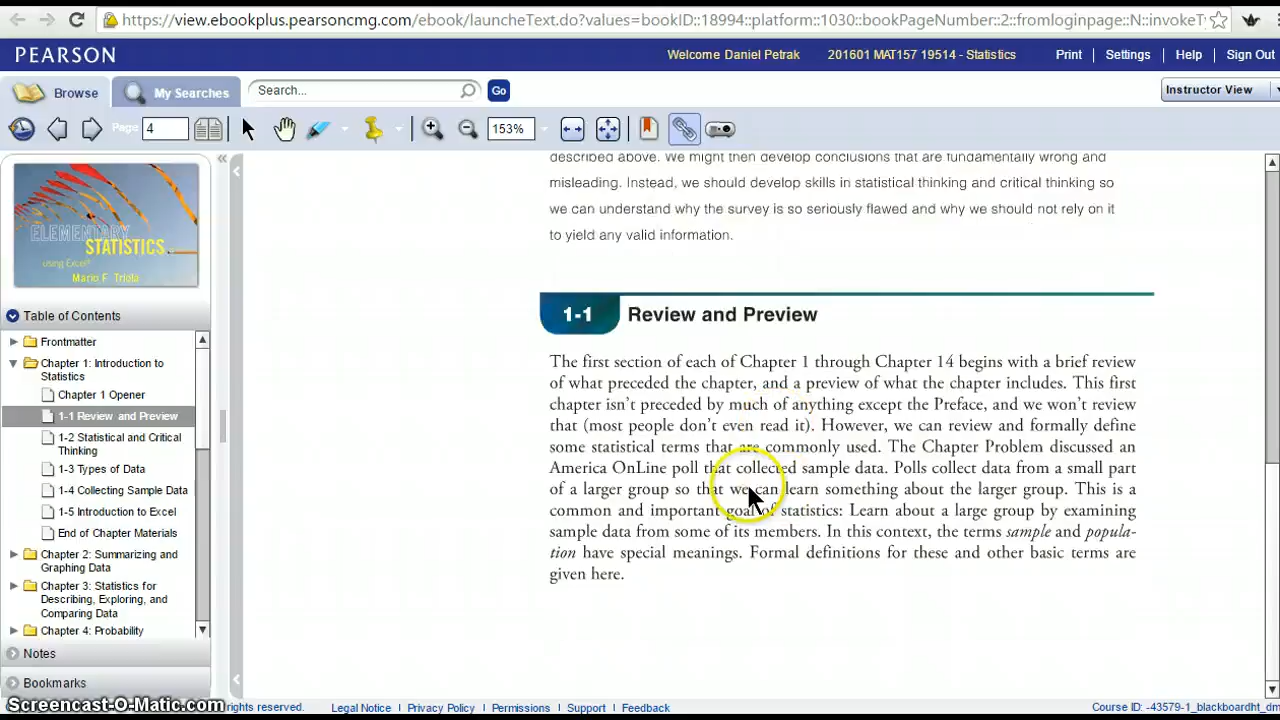 https://view.ebookplus.pearsoncmg.com/ebook/launcheText.do?values=bookID::18994::platform::1030::bookPageNumber::2::fromloginpage::N::invokeTy
PEARSON
Welcome Daniel Petrak
201601 MAT157 19514 - Statistics
Print
Settings
Help
Sign Out
Browse
My Searches
Search...
Go
Instructor View
Page
4
153%
ELEMENTARY
STATISTICS
using Excel
Mario F. Triola
Table of Contents
Frontmatter
Chapter 1: Introduction to
Statistics
Chapter 1 Opener
1-1 Review and Preview
1-2 Statistical and Critical
Thinking
1-3 Types of Data
1-4 Collecting Sample Data
1-5 Introduction to Excel
End of Chapter Materials
Chapter 2: Summarizing and
Graphing Data
Chapter 3: Statistics for
Describing, Exploring, and
Comparing Data
Chapter 4: Probability
Notes
Bookmarks
described above. We might then develop conclusions that are fundamentally wrong and
misleading. Instead, we should develop skills in statistical thinking and critical thinking so
we can understand why the survey is so seriously flawed and why we should not rely on it
to yield any valid information.
1-1 Review and Preview
The first section of each of Chapter 1 through Chapter 14 begins with a brief review
of what preceded the chapter, and a preview of what the chapter includes. This first
chapter isn't preceded by much of anything except the Preface, and we won't review
that (most people don't even read it). However, we can review and formally define
some statistical terms that are commonly used. The Chapter Problem discussed an
America OnLine poll that collected sample data. Polls collect data from a small part
of a larger group so that we can learn something about the larger group. This is a
common and important goal of statistics: Learn about a large group by examining
sample data from some of its members. In this context, the terms sample and popula-
tion have special meanings. Formal definitions for these and other basic terms are
given here.
Screencast-O-Matic.com
rights reserved.
Legal Notice
Privacy Policy
Permissions
Support
Feedback
Course ID: -43579-1_blackboardht_dm